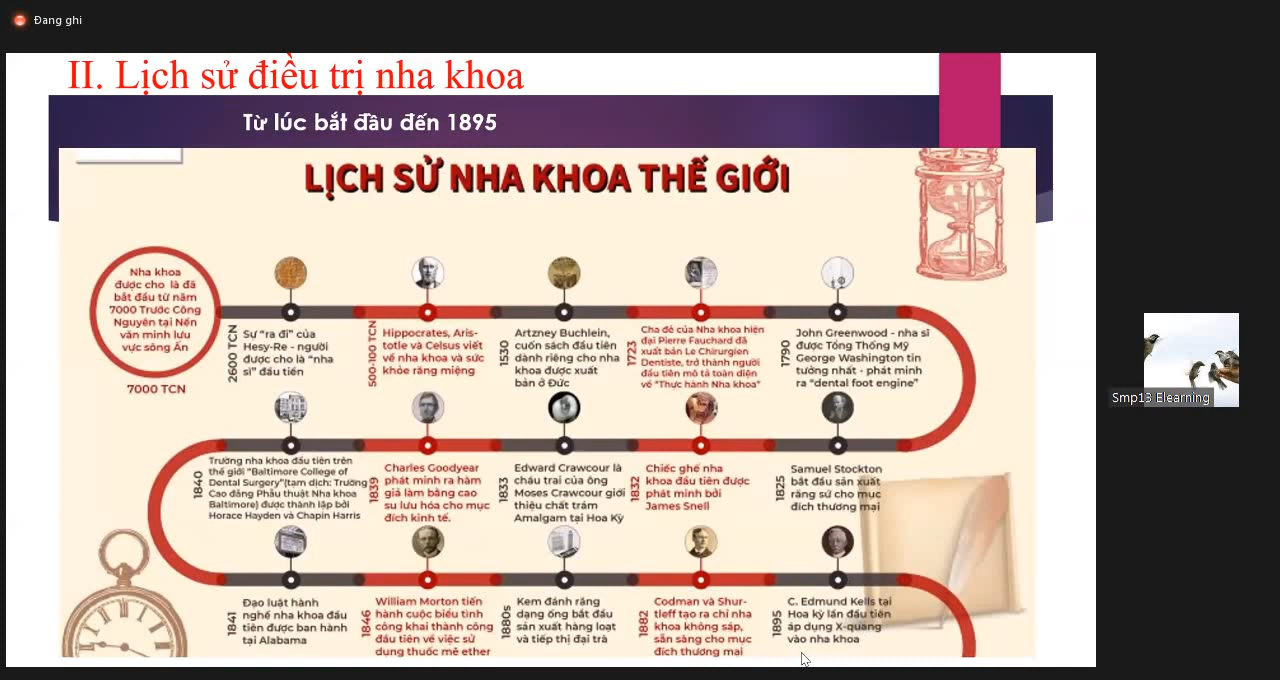 Đang ghi
II. Lịch sử điều trị nha khoa
Từ lúc bắt đầu đến 1895
LỊCH SỬ NHA KHOA THẾ GIỚI
Nha khoa
được cho là đã
bắt đầu từ năm
7000 Trước Công
Nguyên tại Nền
văn minh lưu
vực sông Ấn
7000 TCN
2600 TCN
Sự “ra đi” của
Hesy-Re - người
được cho là “nha
sĩ” đầu tiên
500-100 TCN
Hippocrates, Aris-
totle và Celsus viết
về nha khoa và sức
khỏe răng miệng
1530
Artzney Buchlein,
cuốn sách đầu tiên
dành riêng cho nha
khoa được xuất
bản ở Đức
1723
Cha đẻ của Nha khoa hiện
đại Pierre Fauchard đã
xuất bản Le Chirurgien
Dentiste, trở thành người
đầu tiên mô tả toàn diện
về “Thực hành Nha khoa”
1790
John Greenwood - nha sĩ
được Tổng Thống Mỹ
George Washington tin
tưởng nhất - phát minh
ra “dental foot engine”
1840
Trường nha khoa đầu tiên trên
thế giới “Baltimore College of
Dental Surgery”(tạm dịch: Trường
Cao đẳng Phẫu thuật Nha khoa
Baltimore) được thành lập bởi
Horace Hayden và Chapin Harris
1839
Charles Goodyear
phát minh ra hàm
giả làm bằng cao
su lưu hóa cho mục
đích kinh tế.
1833
Edward Crawcour là
cháu trai của ông
Moses Crawcour giới
thiệu chất trám
Amalgam tại Hoa Kỳ
1832
Chiếc ghế nha
khoa đầu tiên được
phát minh bởi
James Snell
1825
Samuel Stockton
bắt đầu sản xuất
răng sứ cho mục
đích thương mại
1841
Đạo luật hành
nghề nha khoa đầu
tiên được ban hành
tại Alabama
1846
William Morton tiến
hành cuộc biểu tình
công khai thành công
đầu tiên về việc sử
dụng thuốc mê ether
1880s
Kem đánh răng
dạng ống bắt đầu
sản xuất hàng loạt
và tiếp thị đại trà
1882
Codman và Shur-
tleff tạo ra chỉ nha
khoa không sáp,
sẵn sàng cho mục
đích thương mại
1895
C. Edmund Kells tại
Hoa kỳ lần đầu tiên
áp dụng X-quang
vào nha khoa
Smp13 Elearning